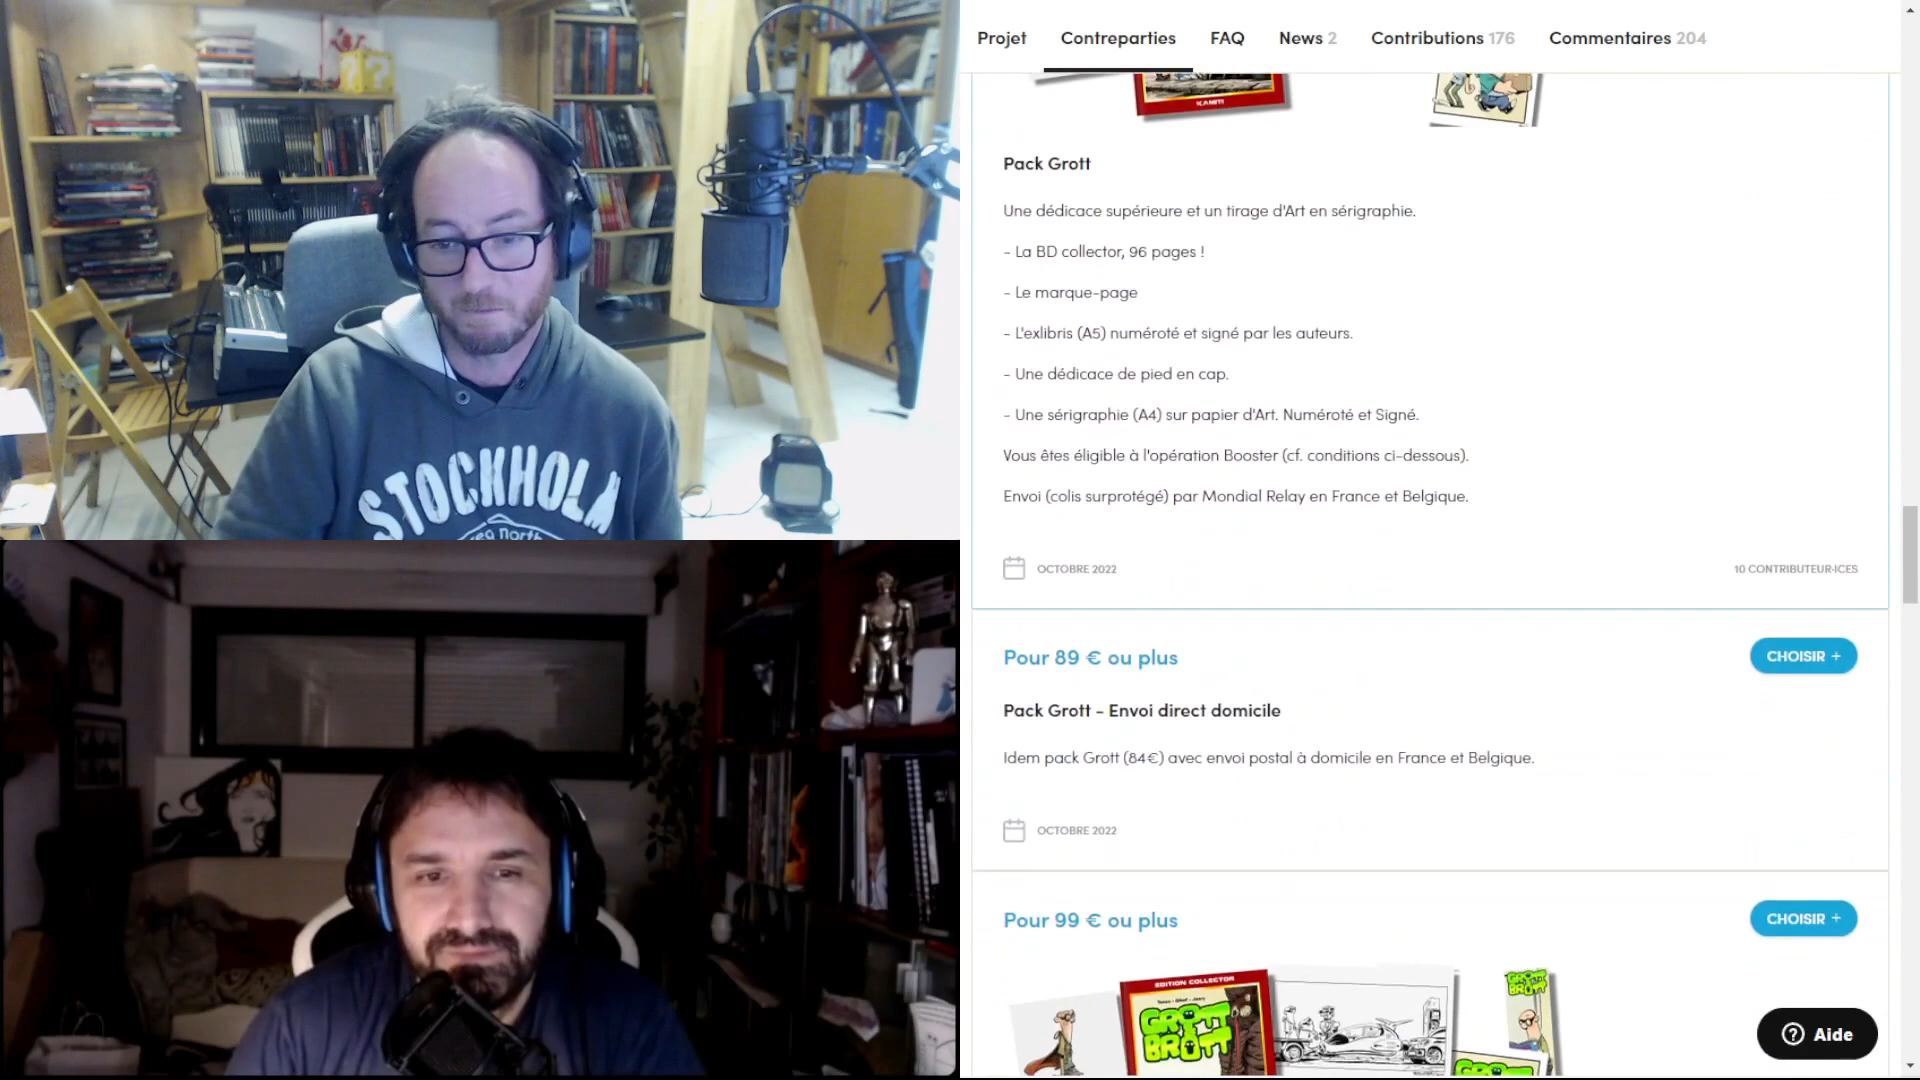 STOCKHOLM
north
Projet
Contreparties
FAQ
News 2
Contributions 176
Commentaires 204
KAMITI
Pack Grott
Une dédicace supérieure et un tirage d'Art en sérigraphie.
- La BD collector, 96 pages !
- Le marque-page
- L'exlibris (A5) numéroté et signé par les auteurs.
- Une dédicace de pied en cap.
- Une sérigraphie (A4) sur papier d'Art. Numéroté et Signé.
Vous êtes éligible à l'opération Booster (cf. conditions ci-dessous).
Envoi (colis surprotégé) par Mondial Relay en France et Belgique.
OCTOBRE 2022
10 CONTRIBUTEUR·ICES
Pour 89 € ou plus
CHOISIR +
Pack Grott - Envoi direct domicile
Idem pack Grott (84€) avec envoi postal à domicile en France et Belgique.
OCTOBRE 2022
Pour 99 € ou plus
CHOISIR +
EDITION COLLECTOR
GROTT
BROTT
GROTT
BROTT
GROTT
Aide